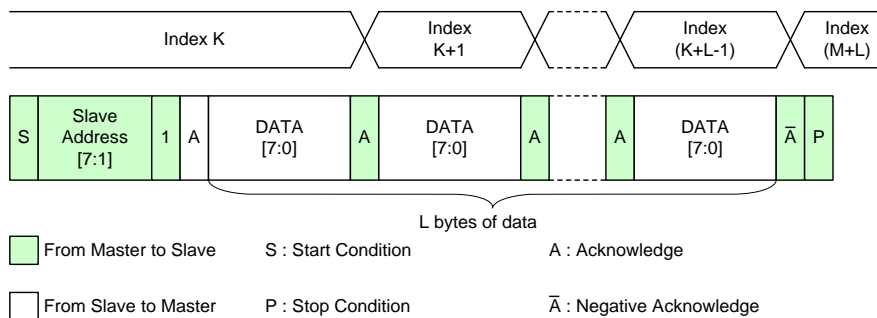 Index K
Index
K+1
Index
(K+L-1)
Index
(M+L)
S
Slave
Address
[7:1]
1
A
DATA
[7:0]
A
DATA
[7:0]
A
A
DATA
[7:0]
A̅
P
L bytes of data
From Master to Slave
S : Start Condition
A : Acknowledge
From Slave to Master
P : Stop Condition
A̅ : Negative Acknowledge